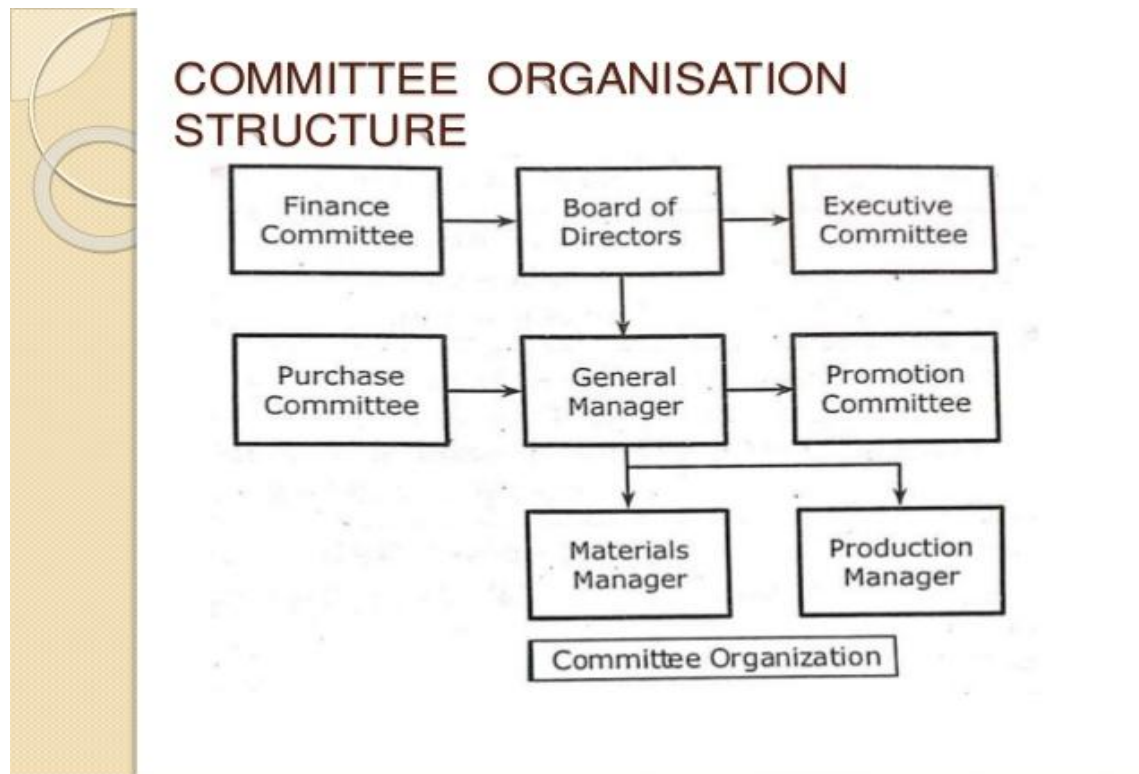 COMMITTEE ORGANISATION
STRUCTURE
Finance
Committee
Board of
Directors
Executive
Committee
Purchase
Committee
General
Manager
Promotion
Committee
Materials
Manager
Production
Manager
Committee Organization